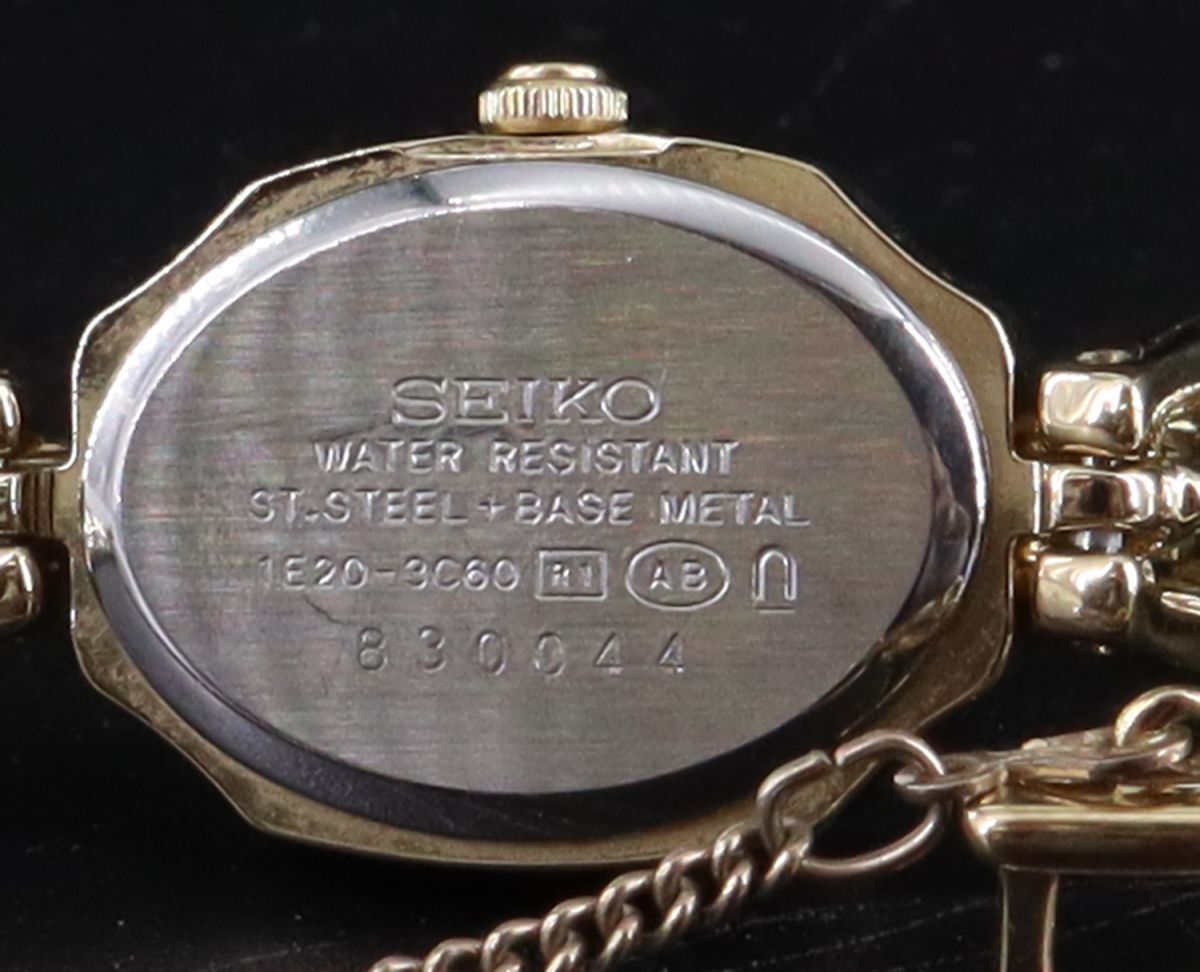 SEIKO
WATER RESISTANT
ST.STEEL+BASE METAL
1E20-3C60 R1 AB
830044